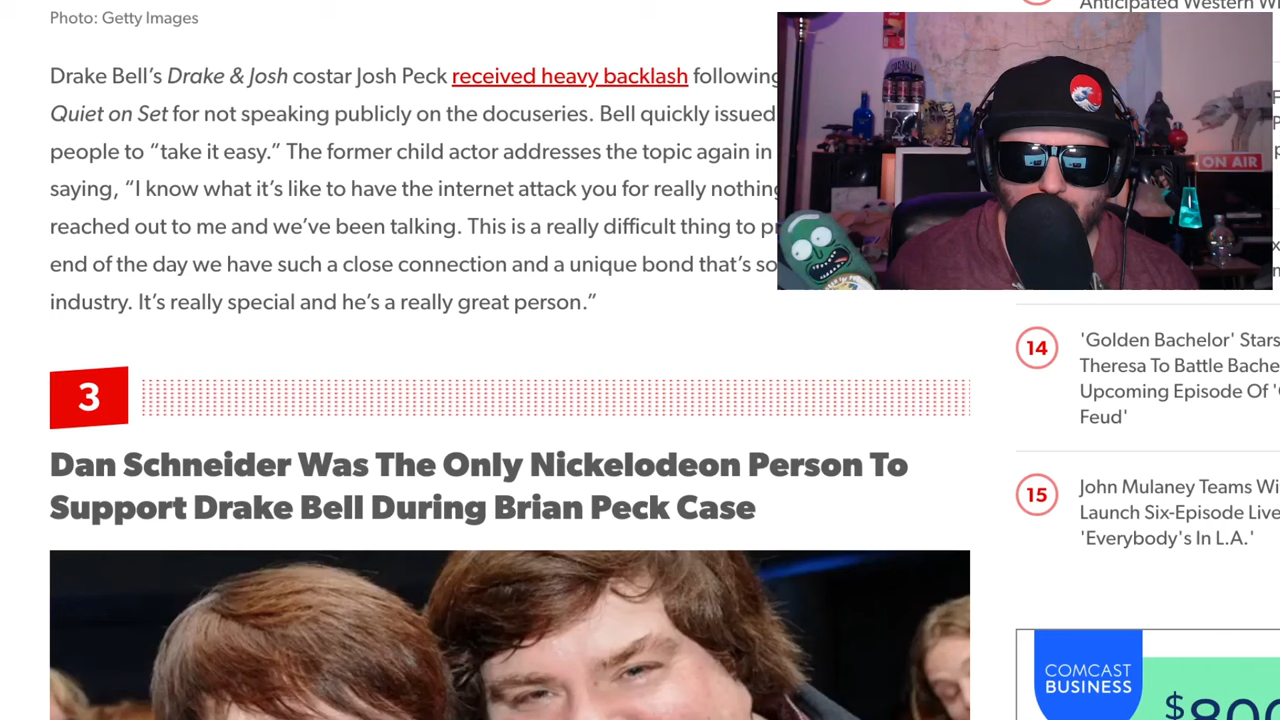 Photo: Getty Images
Drake Bell's Drake & Josh costar Josh Peck received heavy backlash following
Quiet on Set for not speaking publicly on the docuseries. Bell quickly issued
people to “take it easy.” The former child actor addresses the topic again in
saying, “I know what it's like to have the internet attack you for really nothing
reached out to me and we've been talking. This is a really difficult thing to
end of the day we have such a close connection and a unique bond that's so
industry. It's really special and he's a really great person.”
3
Dan Schneider Was The Only Nickelodeon Person To
Support Drake Bell During Brian Peck Case
ON AIR
Anticipated Western
14
'Golden Bachelor' Stars
Theresa To Battle
Upcoming Episode Of
Feud'
15
John Mulaney Teams
Launch Six-Episode
'Everybody's In L.A.'
COMCAST
BUSINESS